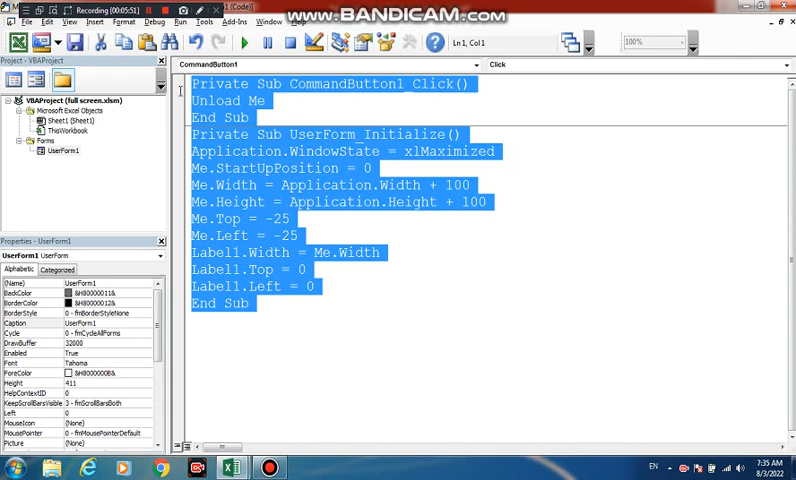 www.BANDICAM.com
Recording [00:05:51]
(Code)]
File Edit View Insert Format Debug Run Tools Add-Ins Window
Ln 1, Col 1
100%
Project - VBAProject
CommandButton1
Click
VBAProject (full screen.xlsm)
Microsoft Excel Objects
Sheet1 (Sheet1)
ThisWorkbook
Forms
UserForm1
Private Sub CommandButton1_Click()
Unload Me
End Sub
Private Sub UserForm_Initialize()
Application.WindowState = xlMaximized
Me.StartUpPosition = 0
Me.Width = Application.Width + 100
Me.Height = Application.Height + 100
Me.Top = -25
Me.Left = -25
Label1.Width = Me.Width
Label1.Top = 0
Label1.Left = 0
End Sub
Properties - UserForm1
UserForm1 UserForm
Alphabetic Categorized
(Name) UserForm1
BackColor &H80000011&
BorderColor &H80000012&
BorderStyle 0 - fmBorderStyleNone
Caption UserForm1
Cycle 0 - fmCycleAllForms
DrawBuffer 32000
Enabled True
Font Tahoma
ForeColor &H80000008&
Height 411
HelpContextID 0
KeepScrollBarsVisible 3 - fmScrollBarsBoth
Left 0
MouseIcon (None)
MousePointer 0 - fmMousePointerDefault
Picture (None)
EN
7:35 AM
8/3/2022